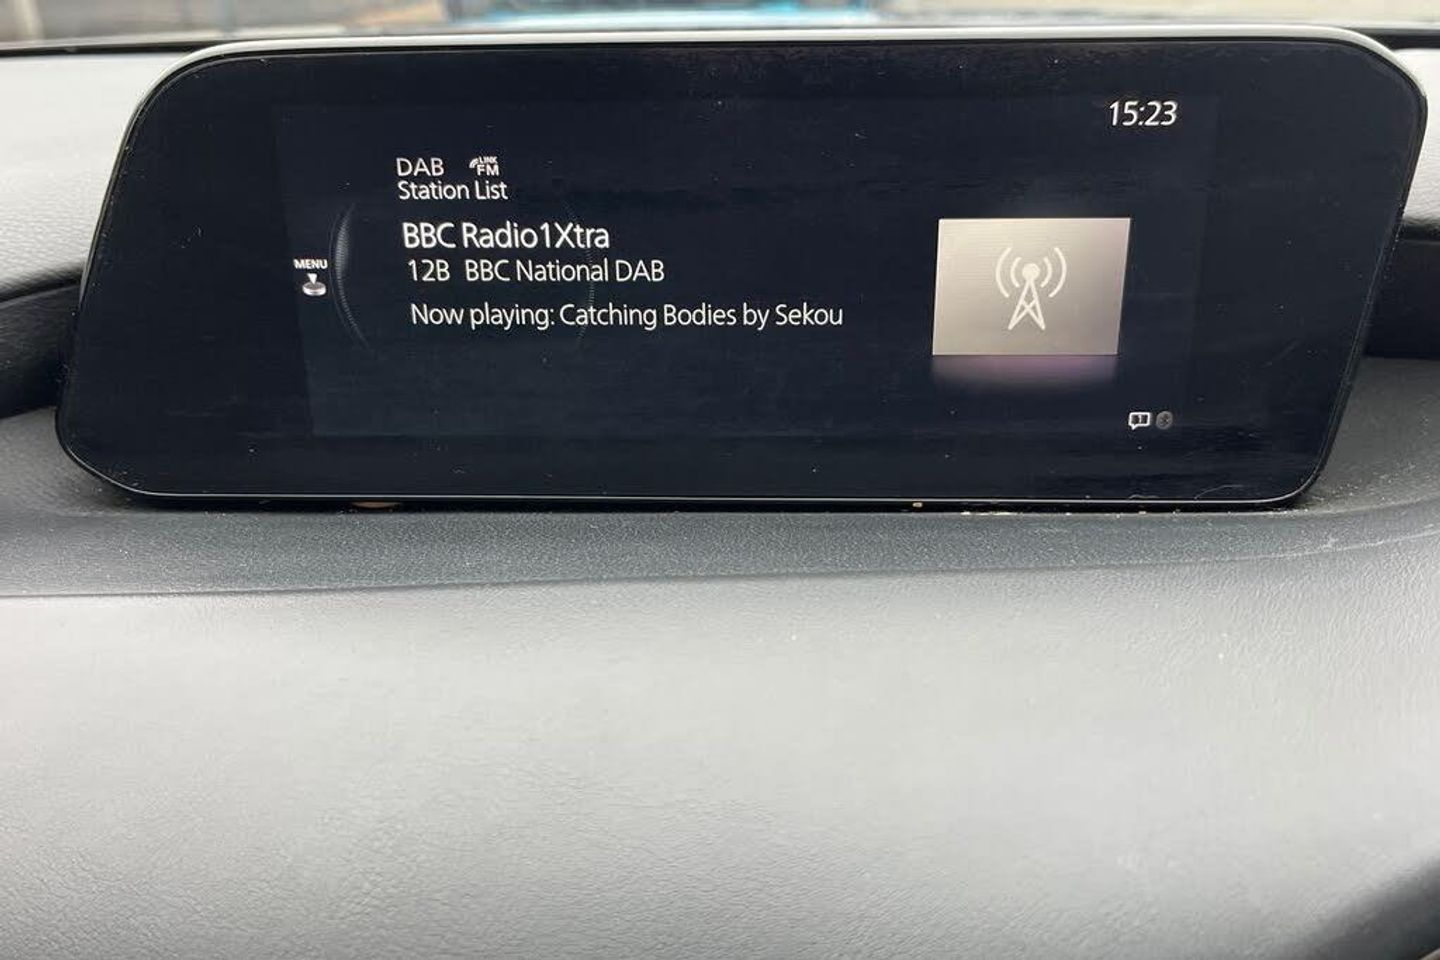 15:23
DAB LINK FM
Station List
BBC Radio1Xtra
MENU
12B BBC National DAB
Now playing: Catching Bodies by Sekou
1